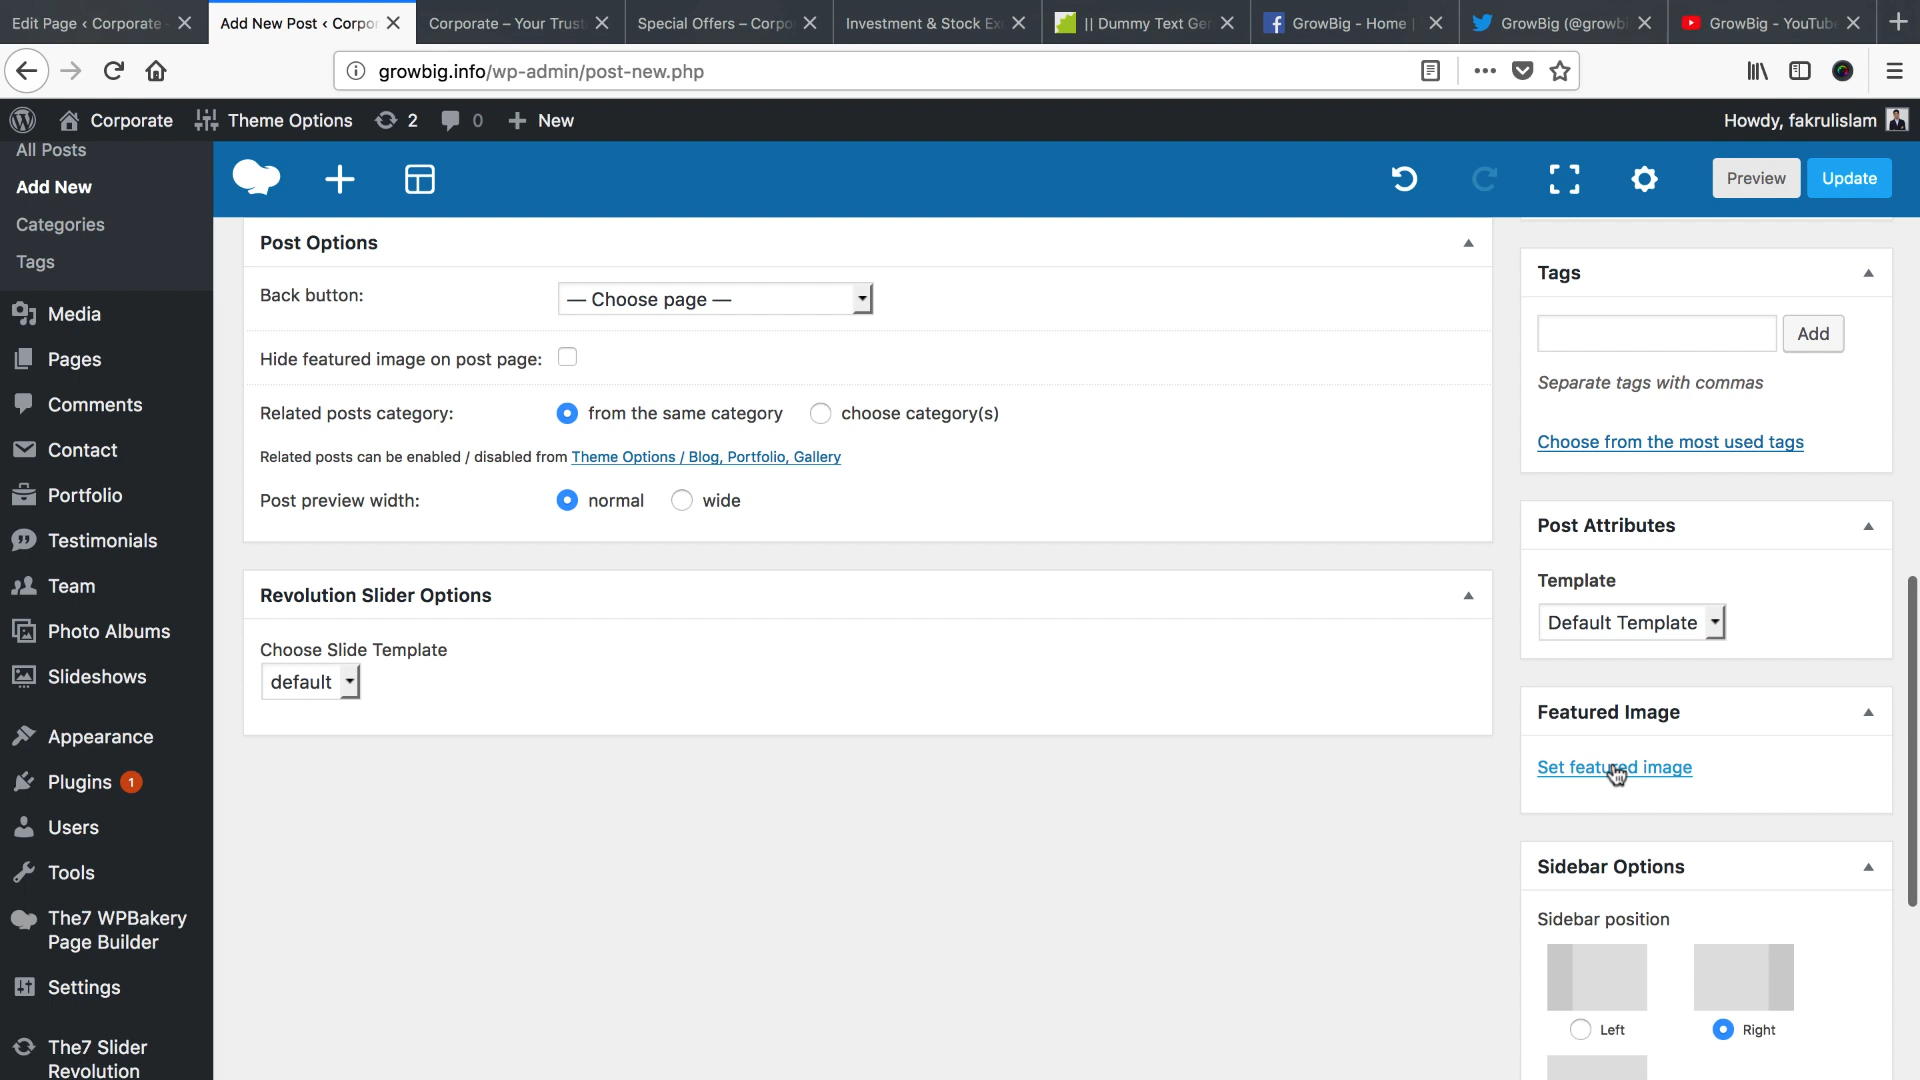 Edit Page < Corporate
Add New Post < Corpor
Corporate – Your Trust
Special Offers – Corpo
Investment & Stock Ex
|| Dummy Text Ger
GrowBig - Home |
GrowBig (@growbi
GrowBig - YouTube
growbig.info/wp-admin/post-new.php
Corporate
Theme Options
2
0
New
Howdy, fakrulislam
All Posts
Add New
Categories
Tags
Media
Pages
Comments
Contact
Portfolio
Testimonials
Team
Photo Albums
Slideshows
Appearance
Plugins 1
Users
Tools
The7 WPBakery
Page Builder
Settings
The7 Slider
Revolution
Preview
Update
Post Options
Back button:
— Choose page —
Hide featured image on post page:
Related posts category:
from the same category
choose category(s)
Related posts can be enabled / disabled from Theme Options / Blog, Portfolio, Gallery
Post preview width:
normal
wide
Revolution Slider Options
Choose Slide Template
default
Tags
Add
Separate tags with commas
Choose from the most used tags
Post Attributes
Template
Default Template
Featured Image
Set featured image
Sidebar Options
Sidebar position
Left
Right